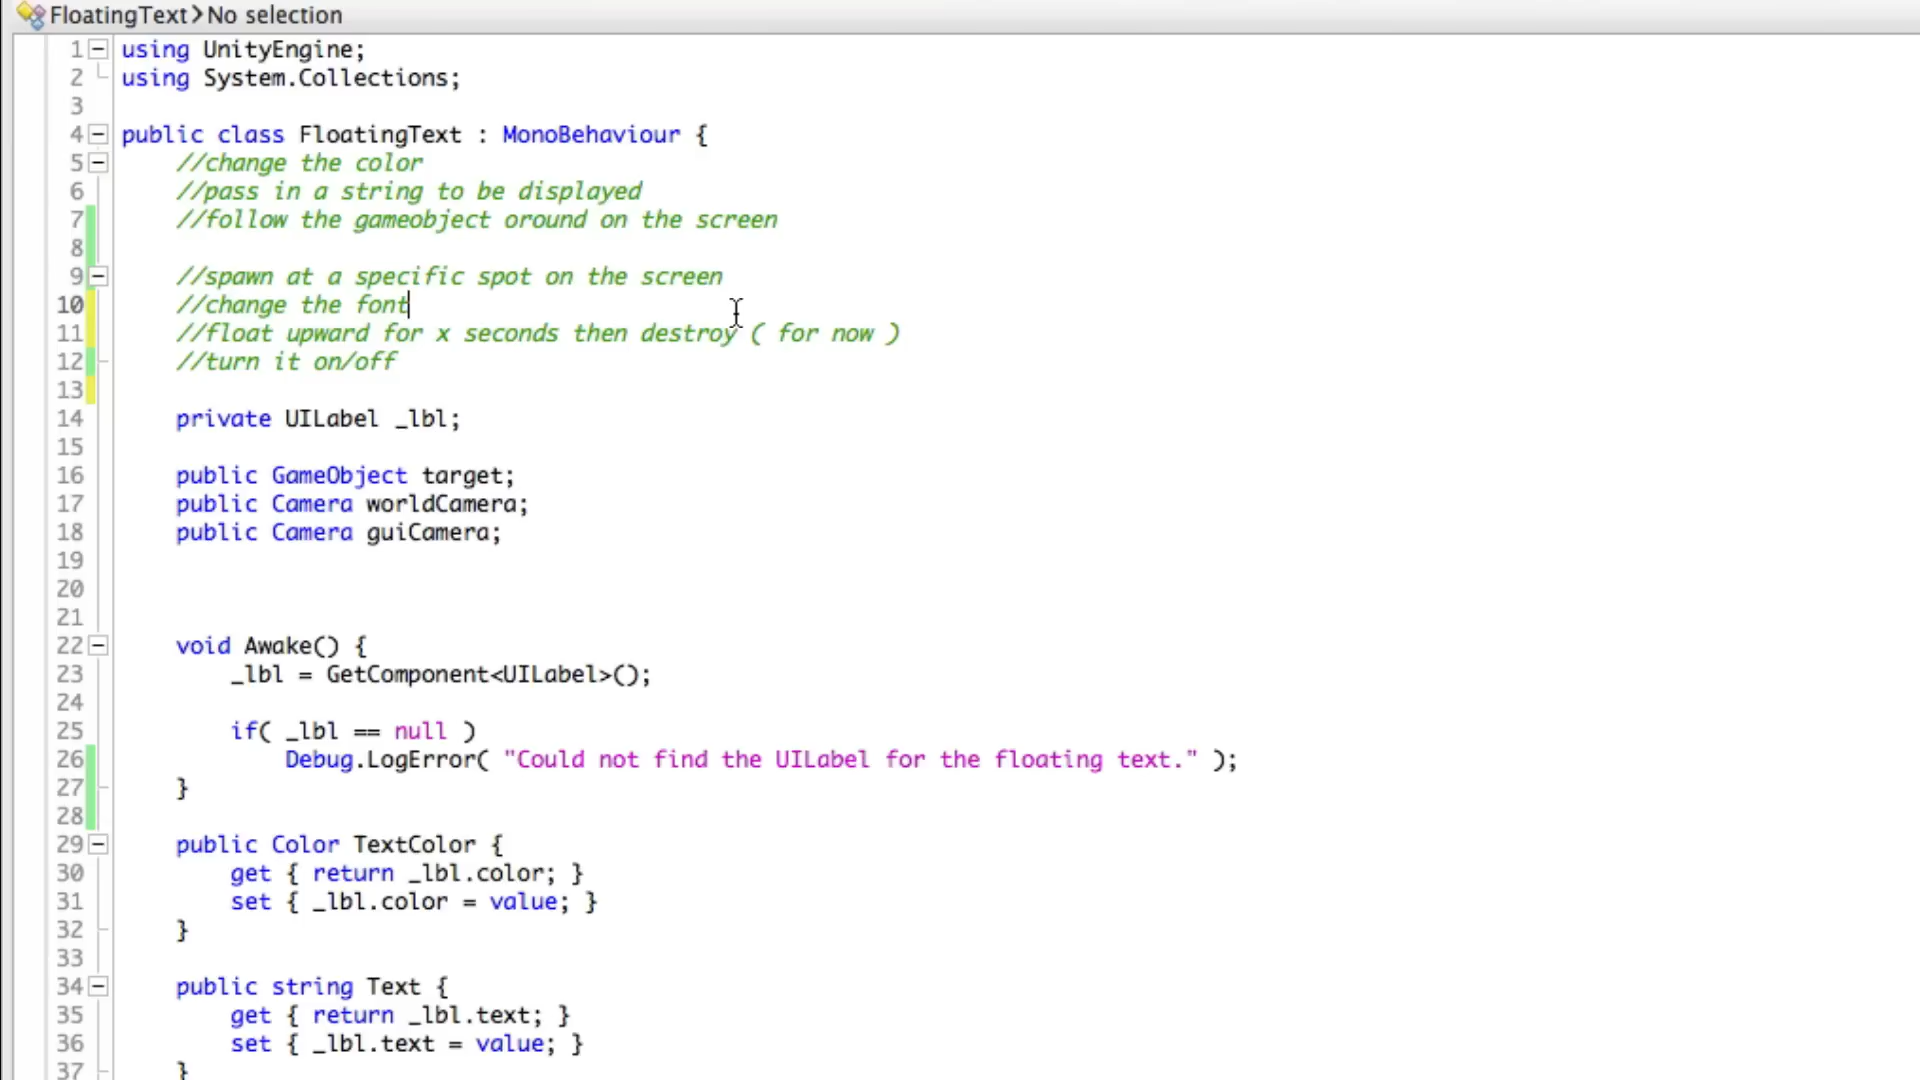 FloatingText>No selection
1 using UnityEngine;
2 using System.Collections;
3
4 public class FloatingText : MonoBehaviour {
5 //change the color
6 //pass in a string to be displayed
7 //follow the gameobject oround on the screen
8
9 //spawn at a specific spot on the screen
10 //change the font
11 //float upward for x seconds then destroy ( for now )
12 //turn it on/off
13
14 private UILabel _lbl;
15
16 public GameObject target;
17 public Camera worldCamera;
18 public Camera guiCamera;
19
20
21
22 void Awake() {
23 _lbl = GetComponent<UILabel>();
24
25 if( _lbl == null )
26 Debug.LogError( "Could not find the UILabel for the floating text." );
27 }
28
29 public Color TextColor {
30 get { return _lbl.color; }
31 set { _lbl.color = value; }
32 }
33
34 public string Text {
35 get { return _lbl.text; }
36 set { _lbl.text = value; }
37 }